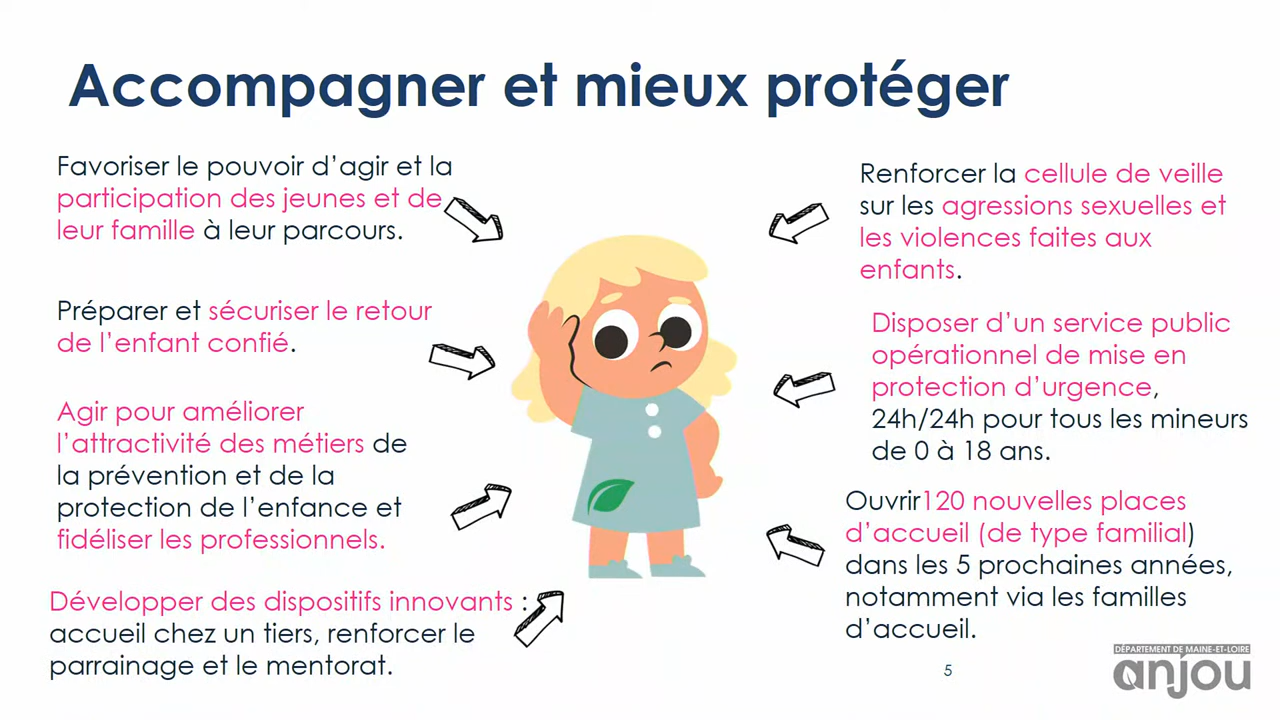 Accompagner et mieux protéger
Favoriser le pouvoir d’agir et la
participation des jeunes et de
leur famille à leur parcours.
Préparer et sécuriser le retour
de l’enfant confié.
Agir pour améliorer
l’attractivité des métiers de
la prévention et de la
protection de l’enfance et
fidéliser les professionnels.
Développer des dispositifs innovants :
accueil chez un tiers, renforcer le
parrainage et le mentorat.
Renforcer la cellule de veille
sur les agressions sexuelles et
les violences faites aux
enfants.
Disposer d’un service public
opérationnel de mise en
protection d’urgence,
24h/24h pour tous les mineurs
de 0 à 18 ans.
Ouvrir120 nouvelles places
d’accueil (de type familial)
dans les 5 prochaines années,
notamment via les familles
d’accueil.
5
DÉPARTEMENT DE MAINE-ET-LOIRE
anjou